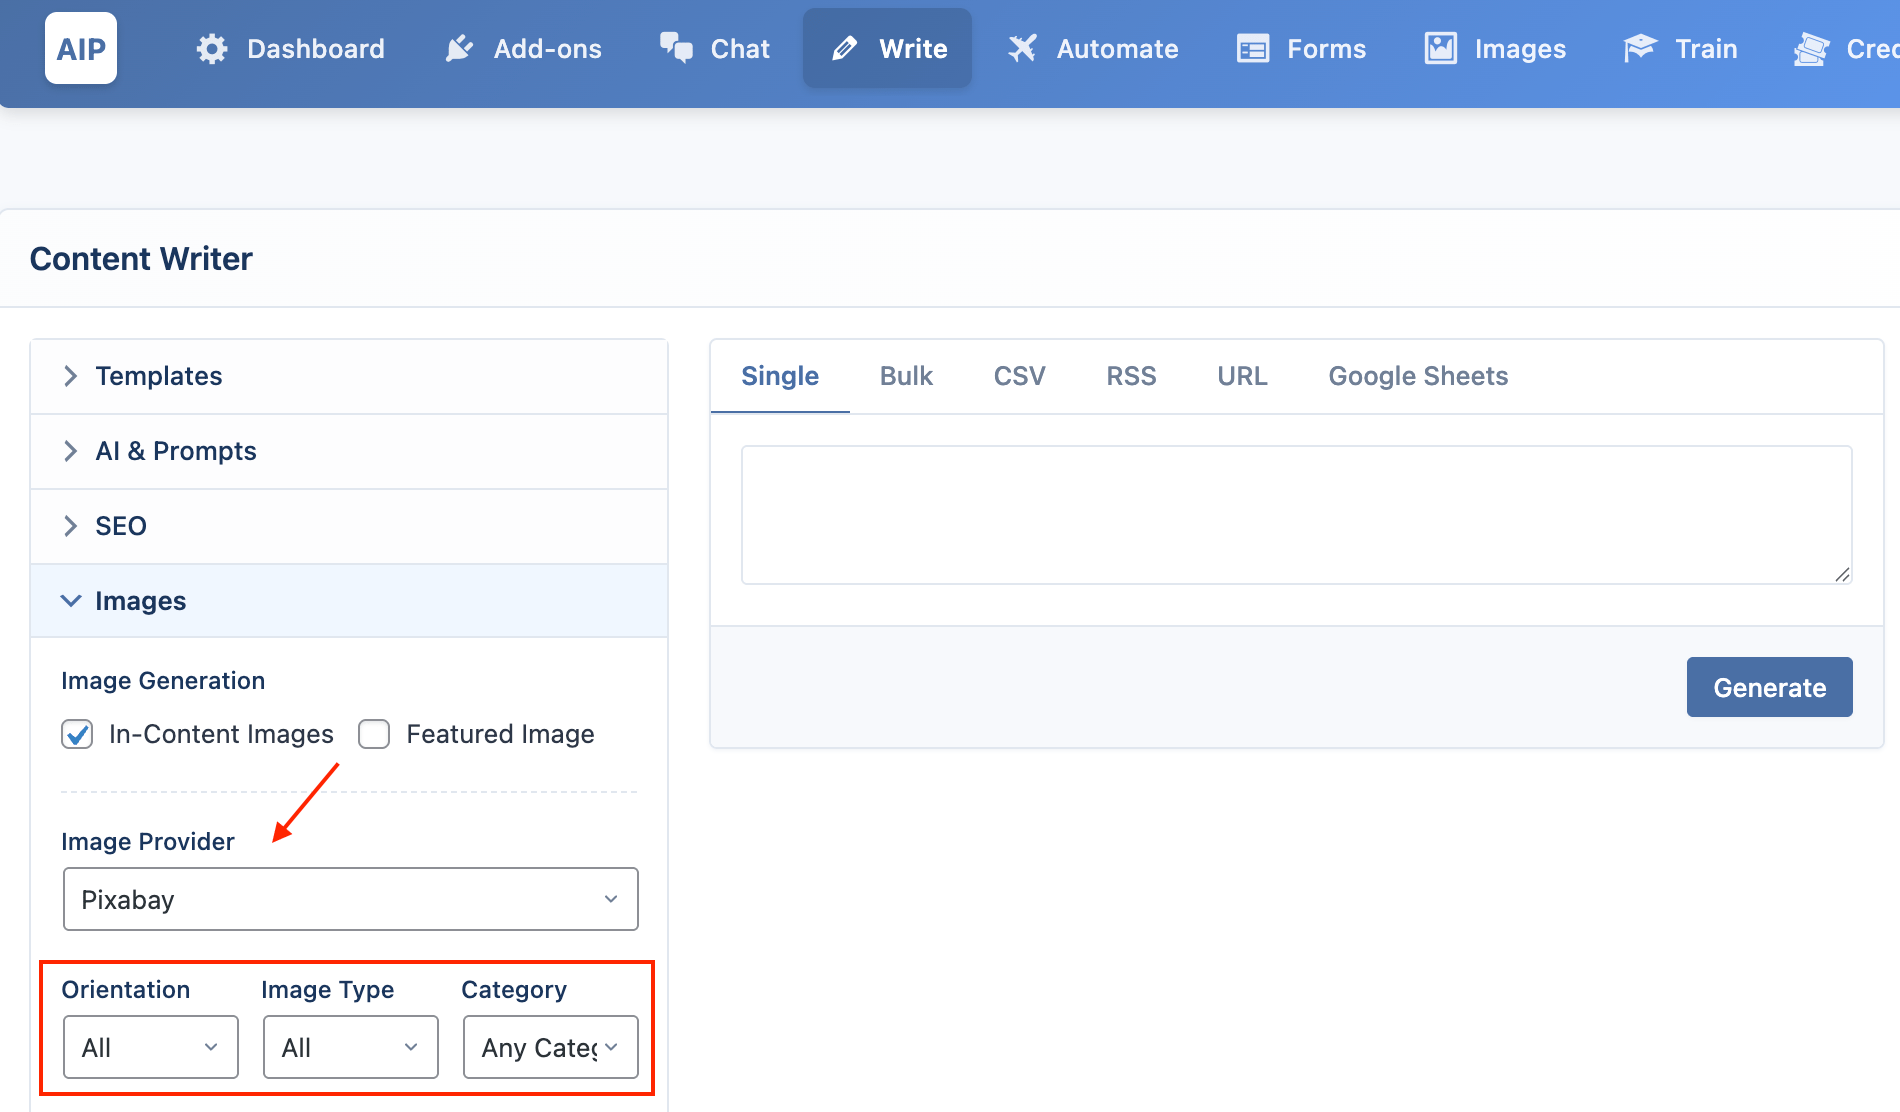 AIP Dashboard Add-ons Chat Write Automate Forms Images Train
Content Writer
Templates
AI & Prompts
SEO
Images
Image Generation
In-Content Images Featured Image
Image Provider
Pixabay
Orientation Image Type Category
All All Any
Single Bulk CSV RSS URL Google Sheets
Generate